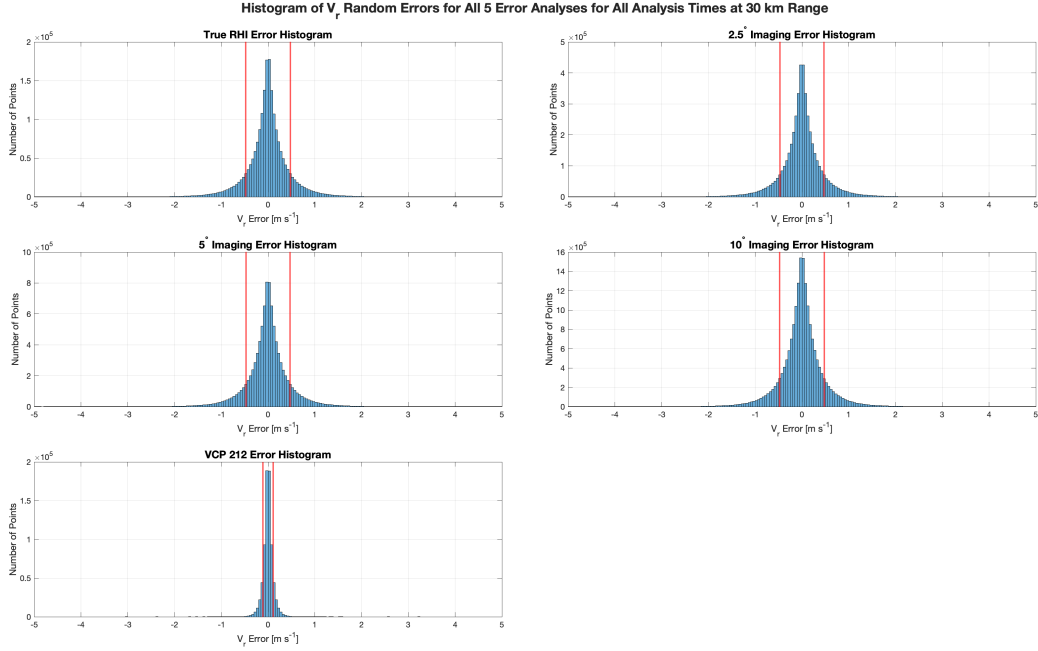 Histogram of V_r Random Errors for All 5 Error Analyses for All Analysis Times at 30 km Range
True RHI Error Histogram
×10^5
Number of Points
2
1.5
1
0.5
0
-5 -4 -3 -2 -1 0 1 2 3 4 5
V_r Error [m s^-1]
2.5° Imaging Error Histogram
×10^5
Number of Points
5
4
3
2
1
0
-5 -4 -3 -2 -1 0 1 2 3 4 5
V_r Error [m s^-1]
5° Imaging Error Histogram
×10^5
Number of Points
10
8
6
4
2
0
-5 -4 -3 -2 -1 0 1 2 3 4 5
V_r Error [m s^-1]
10° Imaging Error Histogram
×10^5
Number of Points
16
14
12
10
8
6
4
2
0
-5 -4 -3 -2 -1 0 1 2 3 4 5
V_r Error [m s^-1]
VCP 212 Error Histogram
×10^5
Number of Points
2
1.5
1
0.5
0
-5 -4 -3 -2 -1 0 1 2 3 4 5
V_r Error [m s^-1]